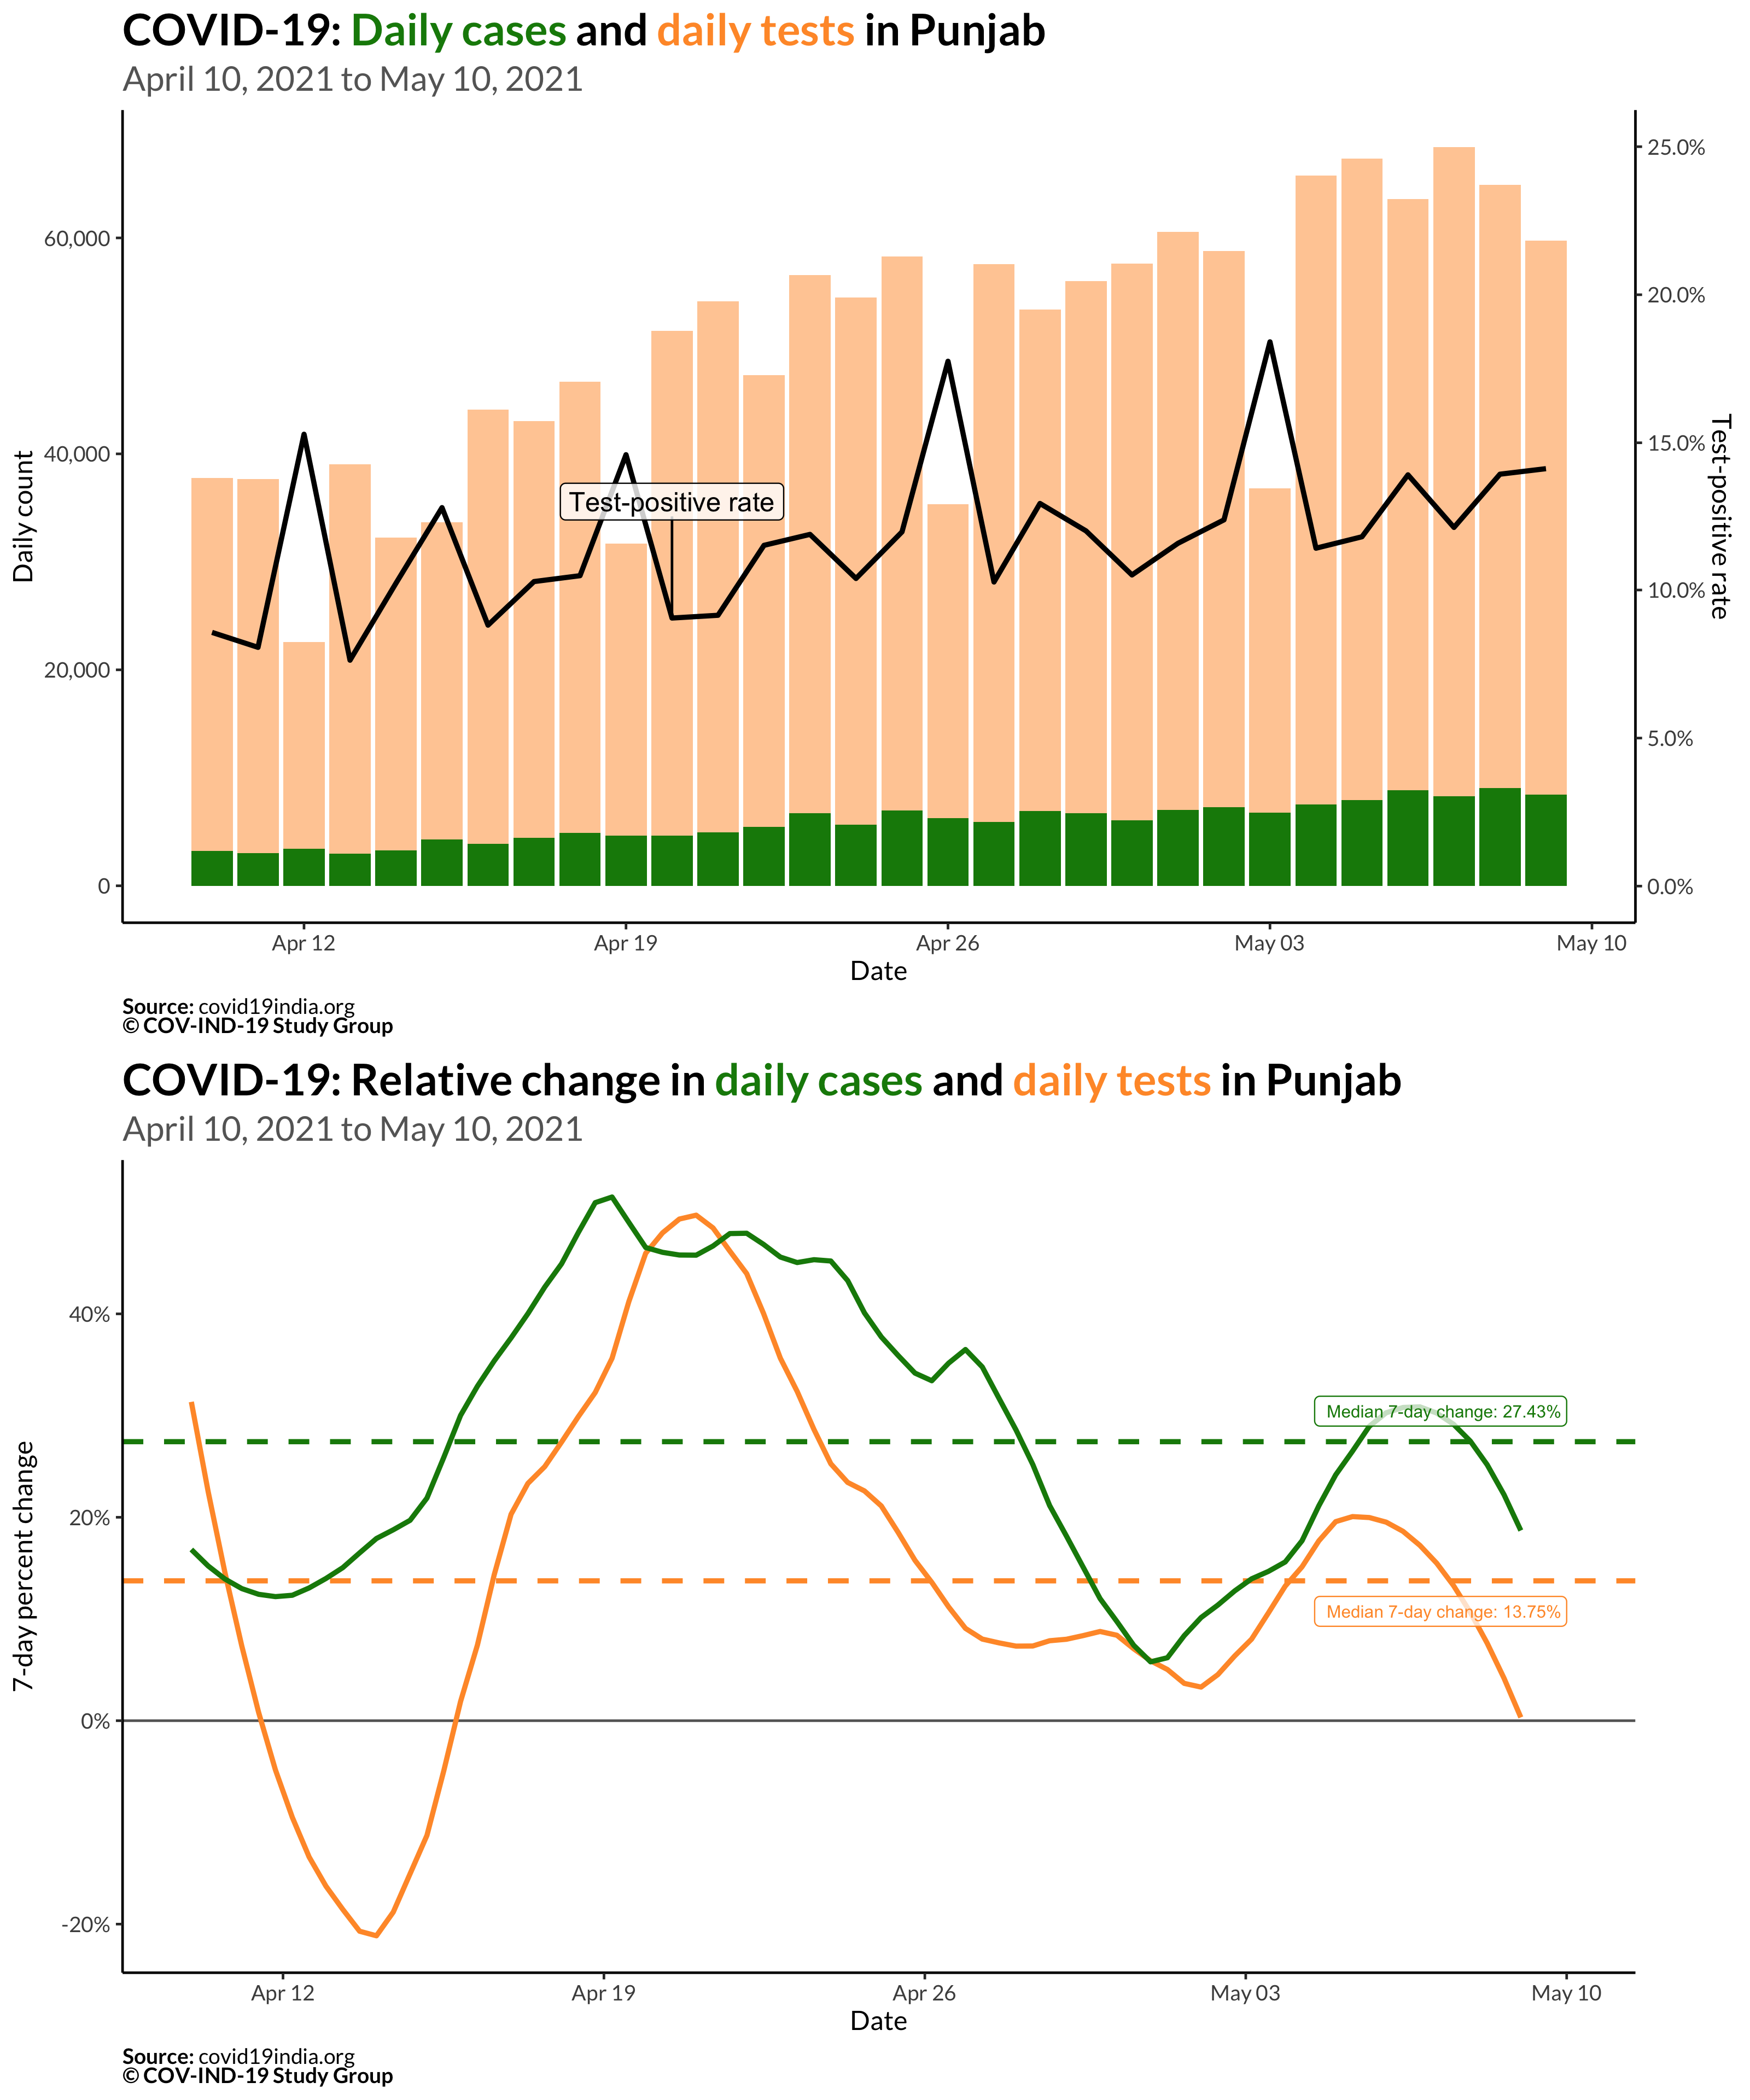 COVID-19: Daily cases and daily tests in Punjab
April 10, 2021 to May 10, 2021
25.0%
60,000
20.0%
Test-positive rate
40,000
15.0%
Daily count
Test-positive rate
10.0%
20,000
5.0%
0
0.0%
Apr 12 Apr 19 Apr 26 May 03 May 10
Date
Source: covid19india.org
© COV-IND-19 Study Group
COVID-19: Relative change in daily cases and daily tests in Punjab
April 10, 2021 to May 10, 2021
40%
Median 7-day change: 27.43%
7-day percent change
20%
Median 7-day change: 13.75%
0%
-20%
Apr 12 Apr 19 Apr 26 May 03 May 10
Date
Source: covid19india.org
© COV-IND-19 Study Group